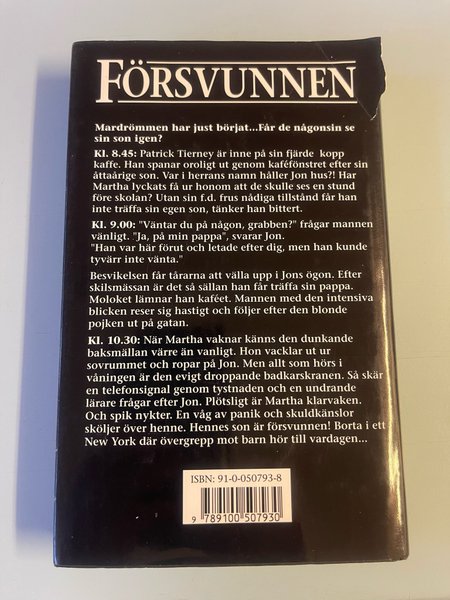 FÖRSVUNNEN
Mardrömmen har just börjat...Får de någonsin se
sin son igen?
Kl. 8.45: Patrick Tierney är inne på sin fjärde kopp
kaffe. Han spanar oroligt ut genom kaféfönstret efter sin
åttaårige son. Var i herrans namn håller Jon hus?! Har
Martha lyckats få ur honom att de skulle ses en stund
före skolan? Utan sin f.d. frus nådiga tillstånd får han
inte träffa sin egen son, tänker han bittert.
Kl. 9.00: "Väntar du på någon, grabben?" frågar mannen
vänligt. "Ja, på min pappa", svarar Jon.
"Han var här förut och letade efter dig, men han kunde
tyvärr inte vänta."
Besvikelsen får tårarna att välla upp i Jons ögon. Efter
skilsmässan är det så sällan han får träffa sin pappa.
Moloket lämnar han kaféet. Mannen med den intensiva
blicken reser sig hastigt och följer efter den blonde
pojken ut på gatan.
Kl. 10.30: När Martha vaknar känns den dunkande
baksmällan värre än vanligt. Hon vacklar ut ur
sovrummet och ropar på Jon. Men allt som hörs i
våningen är den evigt droppande badkarskranen. Så skär
en telefonsignal genom tystnaden och en undrande
lärare frågar efter Jon. Plötsligt är Martha klarvaken.
Och spik nykter. En våg av panik och skuldkänslor
sköljer över henne. Hennes son är försvunnen! Borta i ett
New York där övergrepp mot barn hör till vardagen...
ISBN: 91-0-050793-8
9 789100 507930